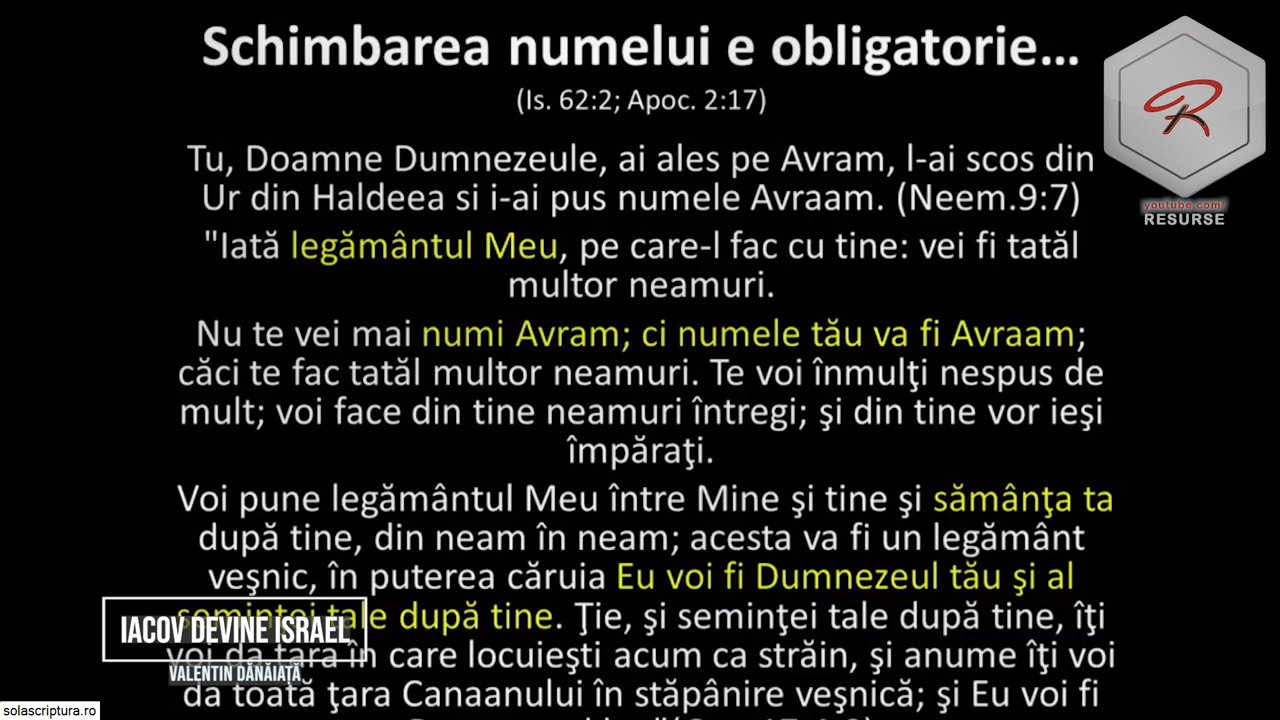 Schimbarea numelui e obligatorie...
(Is. 62:2; Apoc. 2:17)
Tu, Doamne Dumnezeule, ai ales pe Avram, l-ai scos din
Ur din Haldeea si i-ai pus numele Avraam. (Neem.9:7)
"Iată legământul Meu, pe care-l fac cu tine: vei fi tatăl
multor neamuri.
Nu te vei mai numi Avram; ci numele tău va fi Avraam;
căci te fac tatăl multor neamuri. Te voi înmulţi nespus de
mult; voi face din tine neamuri întregi; şi din tine vor ieşi
împăraţi.
Voi pune legământul Meu între Mine şi tine şi sămânţa ta
după tine, din neam în neam; acesta va fi un legământ
veşnic, în puterea căruia Eu voi fi Dumnezeul tău şi al
seminţei tale după tine. Ţie, şi seminţei tale după tine, îţi
voi da ţara în care locuieşti acum ca străin, şi anume îţi voi
da toată ţara Canaanului în stăpânire veşnică; şi Eu voi fi
IACOV DEVINE ISRAEL
VALENTIN DĂNĂIAȚĂ
solascriptura.ro
R
youtube.com/
RESURSE